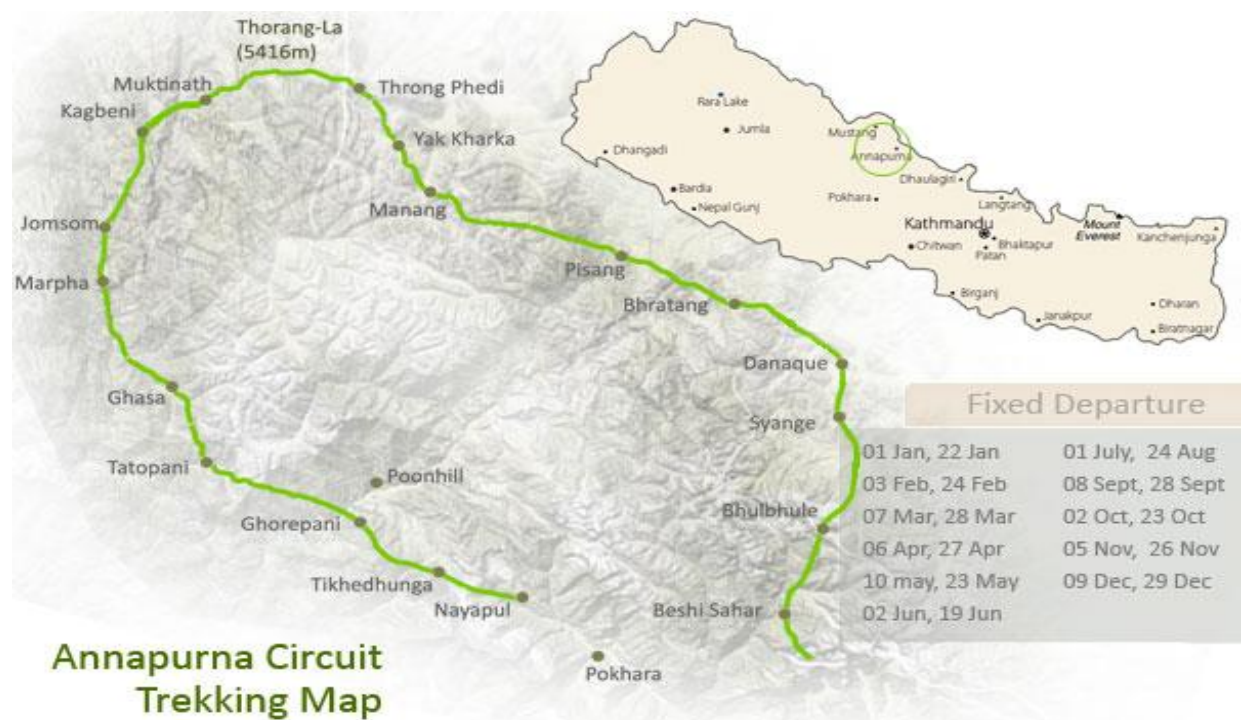 Thorang-La
(5416m)
Muktinath
Throng Phedi
Kagbeni
Yak Kharka
Manang
Jomsom
Pisang
Marpha
Bhratang
Danaque
Ghasa
Syange
Tatopani
Poonhill
Ghorepani
Bhulbhule
Tikhedhunga
Nayapul
Beshi Sahar
Pokhara
Annapurna Circuit
Trekking Map
Rara Lake
Jumla
Mustang
Dhangadi
Annapurna
Dhaulagiri
Bardia
Pokhara
Langtang
Nepal Gunj
Kathmandu
Mount
Everest
Kanchenjunga
Chitwan
Bhaktapur
Patan
Birganj
Dharan
Janakpur
Biratnagar
Fixed Departure
01 Jan, 22 Jan
03 Feb, 24 Feb
07 Mar, 28 Mar
06 Apr, 27 Apr
10 may, 23 May
02 Jun, 19 Jun
01 July, 24 Aug
08 Sept, 28 Sept
02 Oct, 23 Oct
05 Nov, 26 Nov
09 Dec, 29 Dec